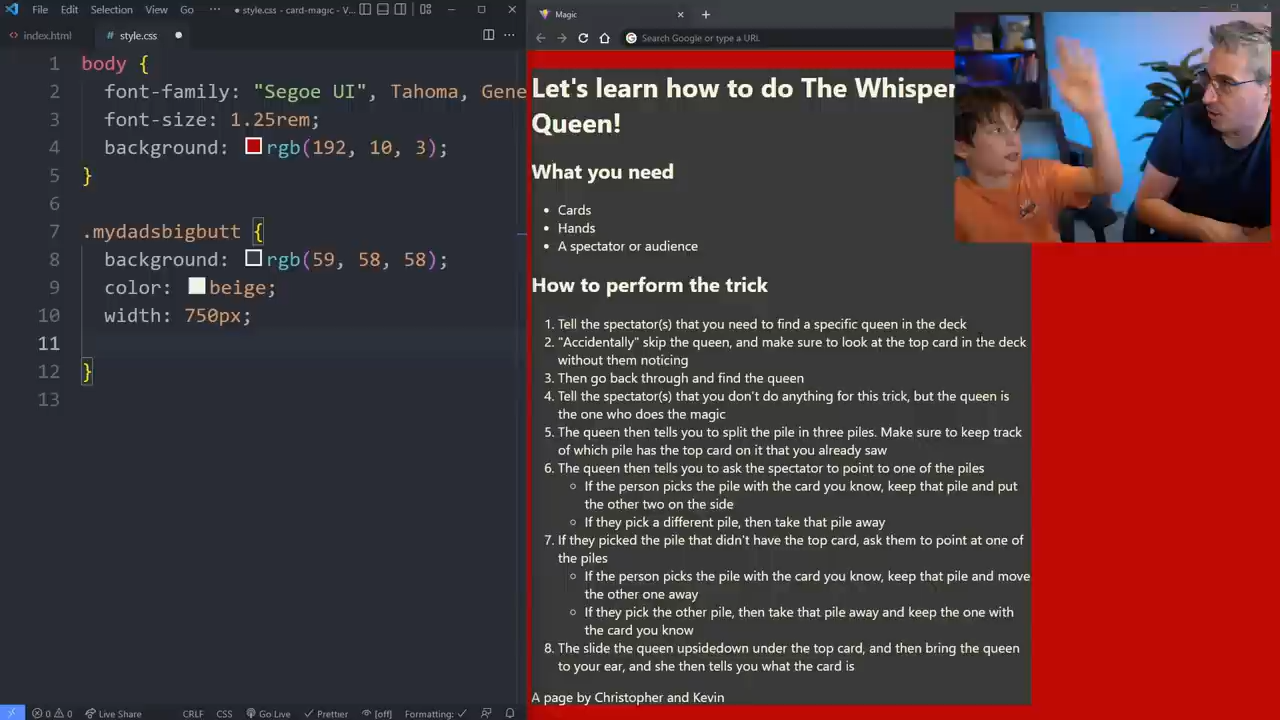 File Edit Selection View Go ··· ● style.css - card-magic - V...
index.html
# style.css
1 body {
2 font-family: "Segoe UI", Tahoma, Gene
3 font-size: 1.25rem;
4 background: rgb(192, 10, 3);
5 }
6
7 .mydadsbigbutt {
8 background: rgb(59, 58, 58);
9 color: beige;
10 width: 750px;
11
12 }
13
0 0 Live Share CRLF CSS Go Live Prettier [off] Formatting:
Magic
Search Google or type a URL
Let's learn how to do The Whisper
Queen!
What you need
• Cards
• Hands
• A spectator or audience
How to perform the trick
1. Tell the spectator(s) that you need to find a specific queen in the deck
2. "Accidentally" skip the queen, and make sure to look at the top card in the deck
without them noticing
3. Then go back through and find the queen
4. Tell the spectator(s) that you don't do anything for this trick, but the queen is
the one who does the magic
5. The queen then tells you to split the pile in three piles. Make sure to keep track
of which pile has the top card on it that you already saw
6. The queen then tells you to ask the spectator to point to one of the piles
○ If the person picks the pile with the card you know, keep that pile and put
the other two on the side
○ If they pick a different pile, then take that pile away
7. If they picked the pile that didn't have the top card, ask them to point at one of
the piles
○ If the person picks the pile with the card you know, keep that pile and move
the other one away
○ If they pick the other pile, then take that pile away and keep the one with
the card you know
8. The slide the queen upsidedown under the top card, and then bring the queen
to your ear, and she then tells you what the card is
A page by Christopher and Kevin